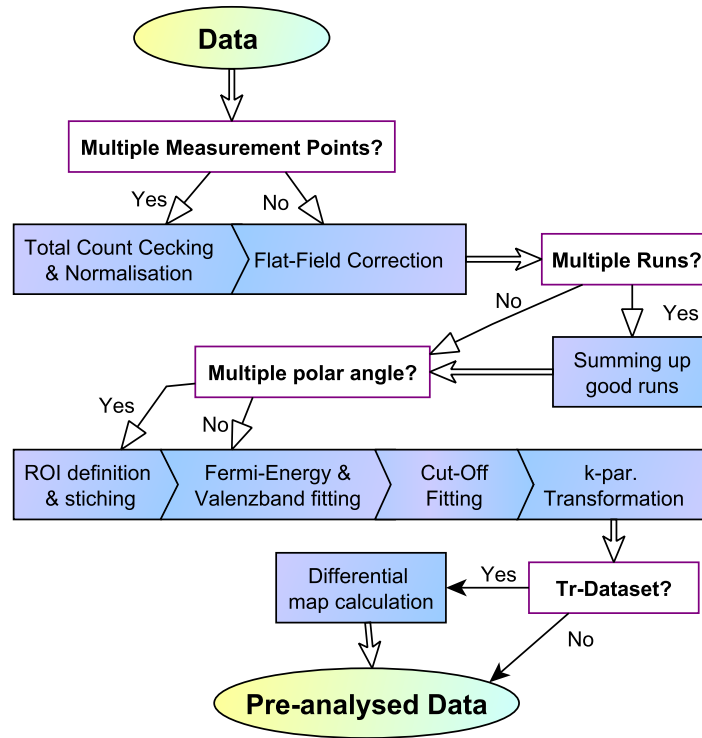 Data
Multiple Measurement Points?
Yes
No
Total Count Cecking
& Normalisation
Flat-Field Correction
Multiple Runs?
No
Yes
Summing up
good runs
Multiple polar angle?
Yes
No
ROI definition
& stiching
Fermi-Energy &
Valenzband fitting
Cut-Off
Fitting
k-par.
Transformation
Tr-Dataset?
Yes
No
Differential
map calculation
Pre-analysed Data